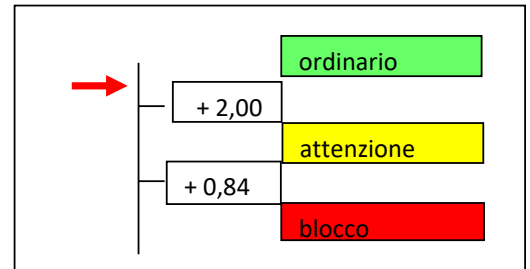 ordinario
+ 2,00
attenzione
+ 0,84
blocco